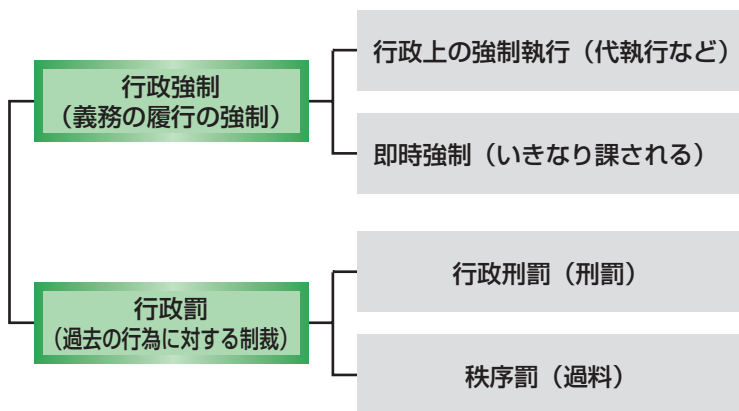 行政強制
（義務の履行の強制）
行政上の強制執行（代執行など）
即時強制（いきなり課される）
行政罰
（過去の行為に対する制裁）
行政刑罰（刑罰）
秩序罰（過料）